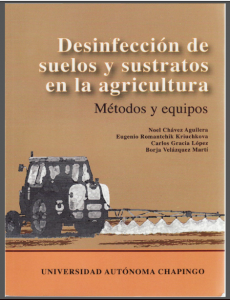 Desinfección de
suelos y sustratos
en la agricultura
Métodos y equipos
Noel Chávez Aguilera
Eugenio Romantchik Kriuchkova
Carlos Gracia López
Borja Velázquez Martí
UNIVERSIDAD AUTÓNOMA CHAPINGO